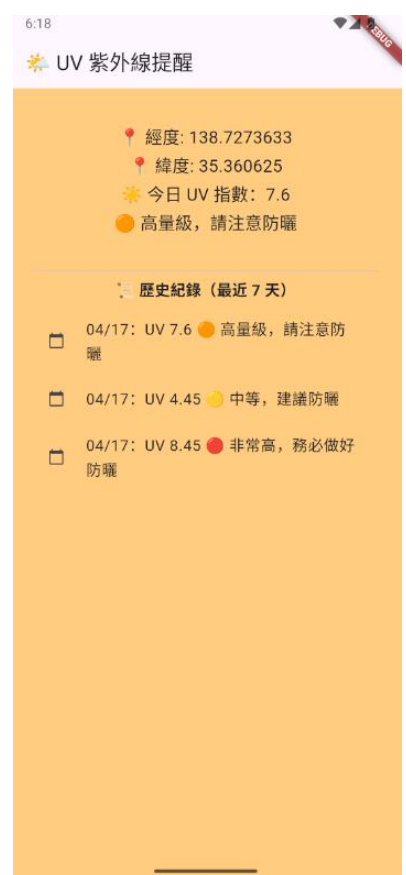 6:18
DEBUG
🌤️ UV 紫外線提醒
📍 經度: 138.7273633
📍 緯度: 35.360625
☀️ 今日 UV 指數：7.6
🟠 高量級，請注意防曬
📜 歷史紀錄（最近 7 天）
04/17：UV 7.6 🟠 高量級，請注意防
曬
04/17：UV 4.45 🟡 中等，建議防曬
04/17：UV 8.45 🔴 非常高，務必做好
防曬